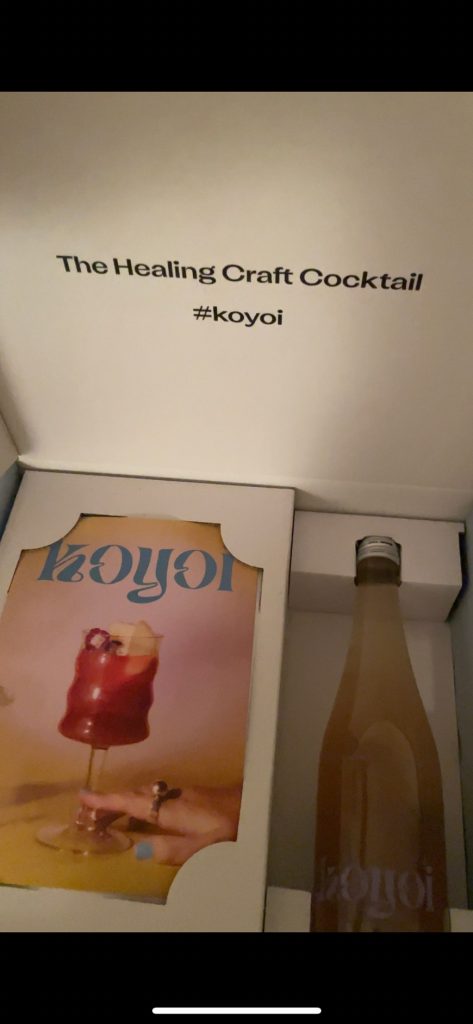 The Healing Craft Cocktail
#koyoi
koyoi
koyoi